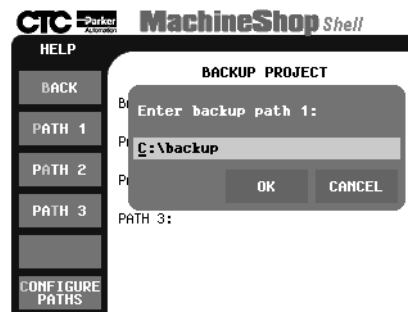 CTC Parker Automation MachineShop Shell
HELP
BACKUP PROJECT
BACK
Enter backup path 1:
PATH 1
C:\backup
PATH 2
OK CANCEL
PATH 3
PATH 3:
CONFIGURE
PATHS